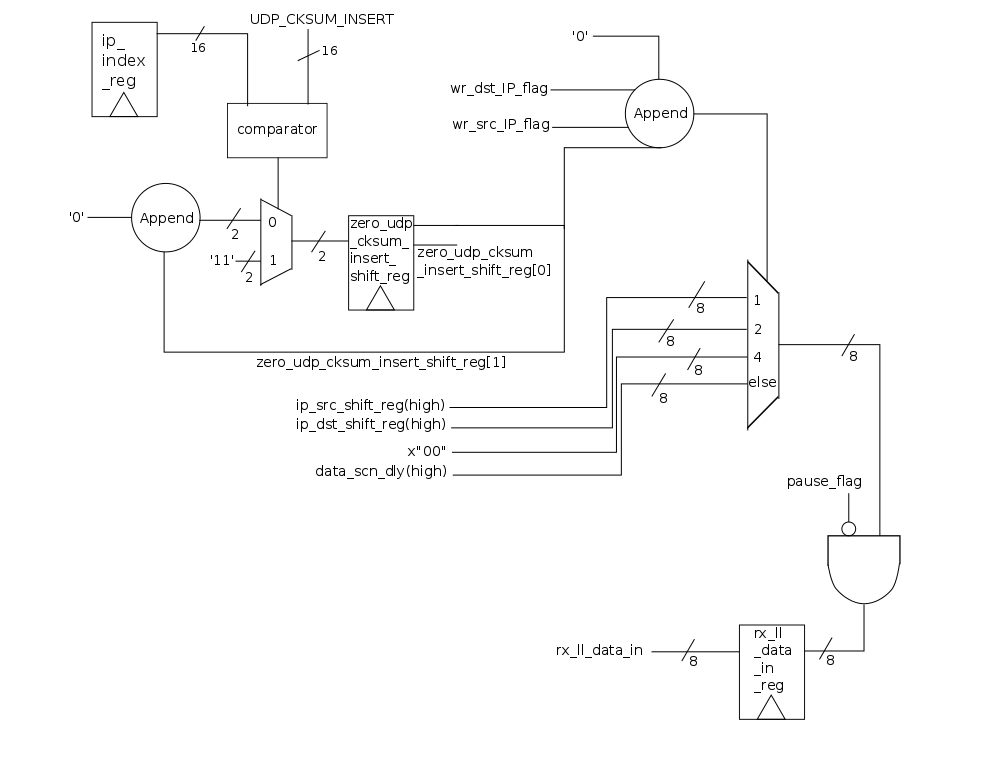 UDP_CKSUM_INSERT
ip_
index
_reg
16
16
comparator
'0'
wr_dst_IP_flag
wr_src_IP_flag
Append
'0'
Append
2
'11'
2
0
1
2
zero_udp
_cksum_
insert_
shift_reg
zero_udp_cksum
_insert_shift_reg[0]
zero_udp_cksum_insert_shift_reg[1]
1
2
4
else
8
8
8
8
8
ip_src_shift_reg(high)
ip_dst_shift_reg(high)
x"00"
data_scn_dly(high)
pause_flag
rx_ll_data_in
8
rx_ll
_data
_in
_reg
8